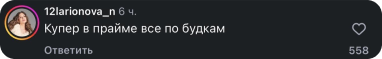 12larionova_n 6 ч.
Купер в прайме все по будкам
Ответить 558